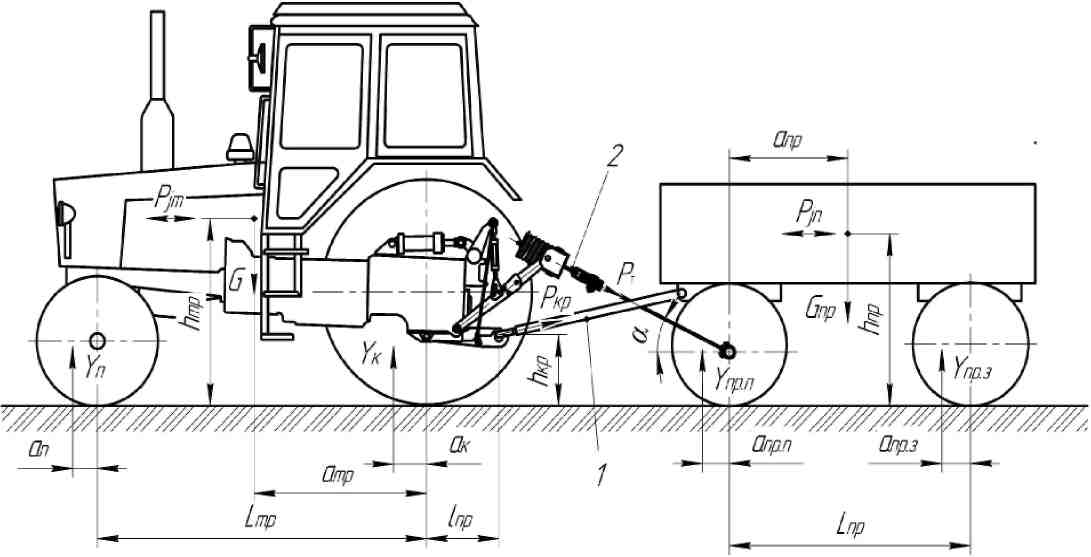 2
aпр
Pjт
Pjп
G
hтр
Pкр
Pт
Gпр
hпр
α
Yп
Yк
hкр
Yпр.п
Yпр.з
aп
aк
aпр.п
aпр.з
1
aтр
Lтр
lпр
Lпр